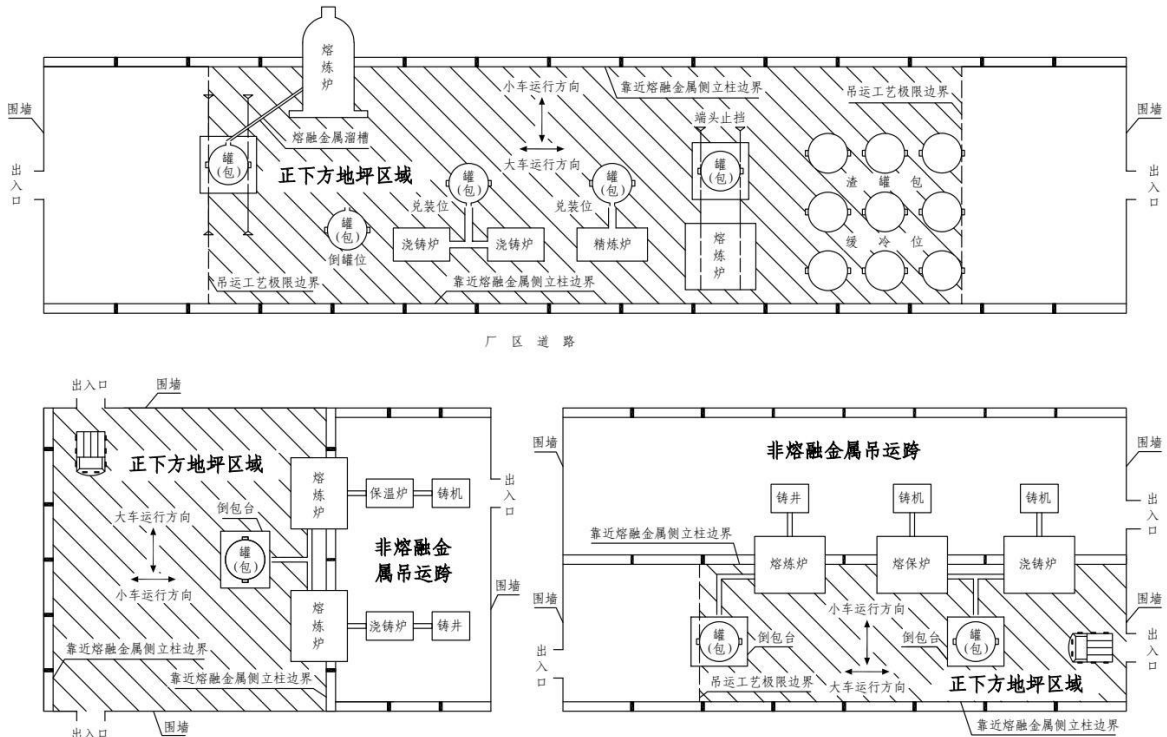 熔炼炉
小车运行方向
靠近熔融金属侧立柱边界
吊运工艺极限边界
围墙
围墙
端头止挡
熔融金属溜槽
大车运行方向
罐(包)
正下方地坪区域
罐(包)
罐(包)
罐(包)
出入口
出入口
兑装位
兑装位
渣罐包
罐(包)
倒罐位
浇铸炉
浇铸炉
精炼炉
熔炼炉
缓冷位
吊运工艺极限边界
靠近熔融金属侧立柱边界
厂区道路
出入口
围墙
正下方地坪区域
熔炼炉
保温炉
铸机
出入口
倒包台
大车运行方向
罐(包)
非熔融金
属吊运跨
小车运行方向
围墙
熔炼炉
浇铸炉
铸井
靠近熔融金属侧立柱边界
靠近熔融金属侧立柱边界
出入口
围墙
围墙
非熔融金属吊运跨
围墙
铸井
铸机
铸机
出入口
靠近熔融金属侧立柱边界
熔炼炉
熔保炉
浇铸炉
围墙
小车运行方向
围墙
罐(包)
倒包台
倒包台
罐(包)
出入口
出入口
吊运工艺极限边界
大车运行方向
正下方地坪区域
靠近熔融金属侧立柱边界